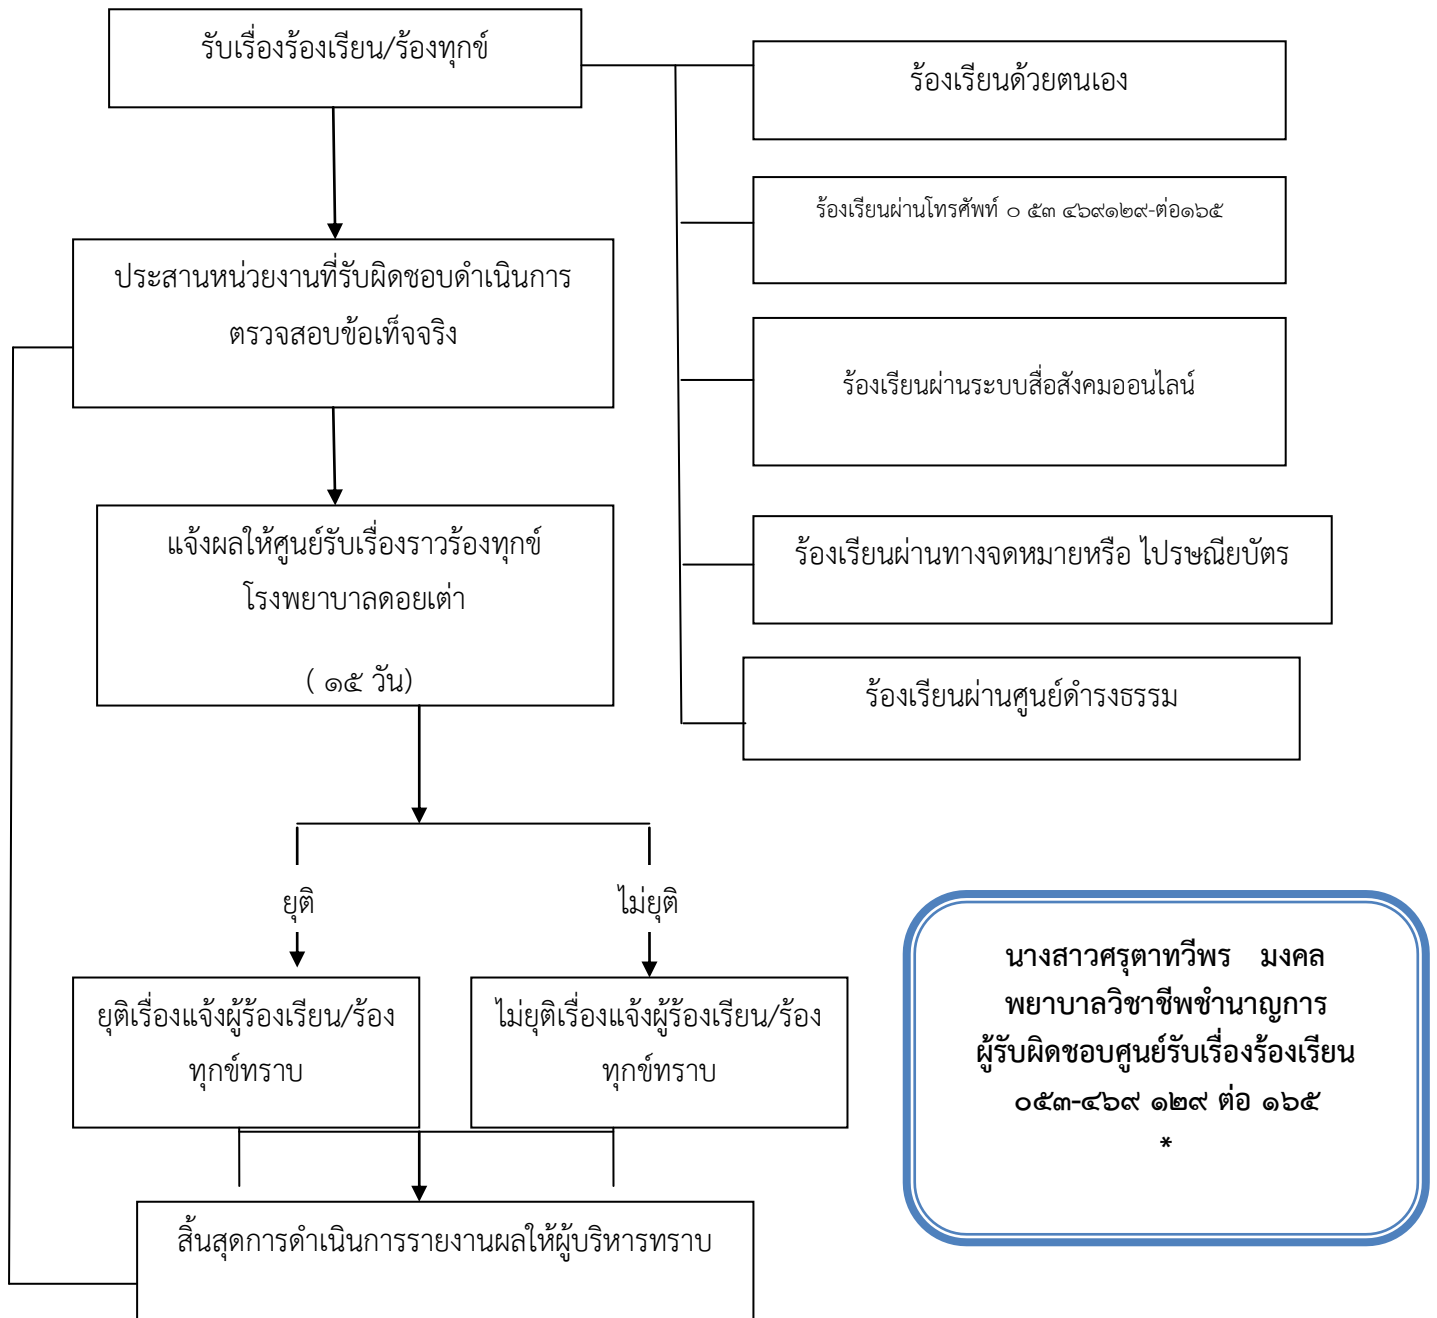 รับเรื่องร้องเรียน/ร้องทุกข์
ร้องเรียนด้วยตนเอง
ร้องเรียนผ่านโทรศัพท์ ๐ ๕๓ ๔๖๙๑๒๙-ต่อ๑๖๕
ประสานหน่วยงานที่รับผิดชอบดำเนินการ
ตรวจสอบข้อเท็จจริง
ร้องเรียนผ่านระบบสื่อสังคมออนไลน์
แจ้งผลให้ศูนย์รับเรื่องราวร้องทุกข์
โรงพยาบาลดอยเต่า
( ๑๕ วัน)
ร้องเรียนผ่านทางจดหมายหรือ ไปรษณียบัตร
ร้องเรียนผ่านศูนย์ดำรงธรรม
ยุติ
ไม่ยุติ
ยุติเรื่องแจ้งผู้ร้องเรียน/ร้อง
ทุกข์ทราบ
ไม่ยุติเรื่องแจ้งผู้ร้องเรียน/ร้อง
ทุกข์ทราบ
นางสาวศรุตาทวีพร มงคล
พยาบาลวิชาชีพชำนาญการ
ผู้รับผิดชอบศูนย์รับเรื่องร้องเรียน
๐๕๓-๔๖๙ ๑๒๙ ต่อ ๑๖๕
*
สิ้นสุดการดำเนินการรายงานผลให้ผู้บริหารทราบ